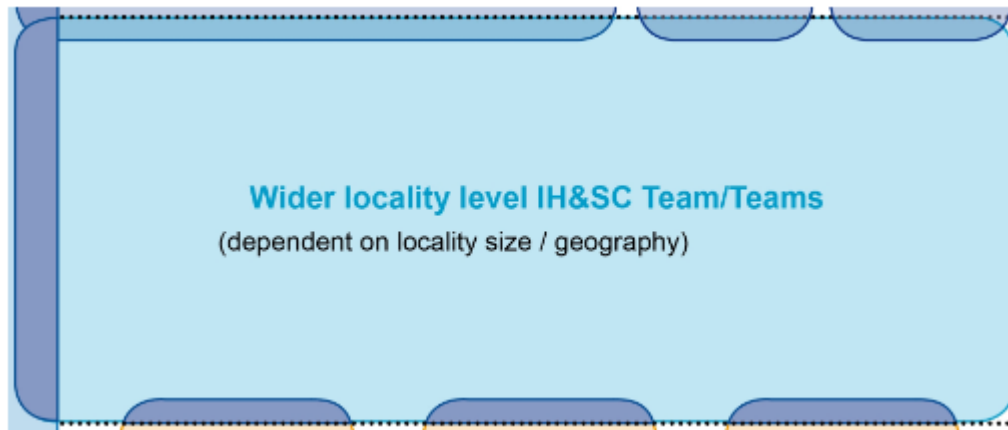 Wider locality level IH&SC Team/Teams
(dependent on locality size / geography)